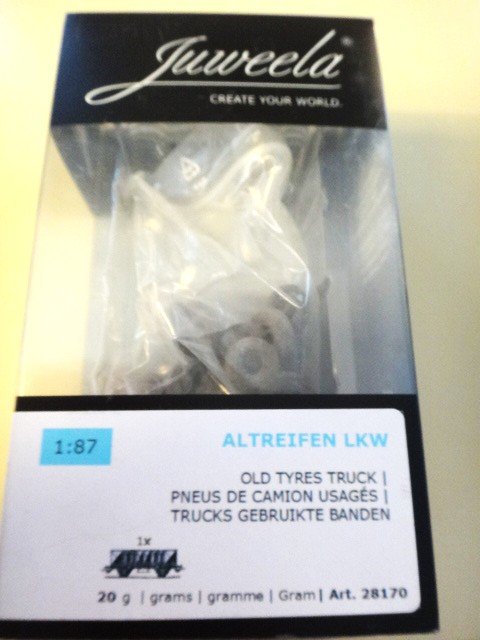 Juweela®
CREATE YOUR WORLD.
1:87
ALTREIFEN LKW
OLD TYRES TRUCK |
PNEUS DE CAMION USAGÉS |
TRUCKS GEBRUIKTE BANDEN
1x
20 g | grams | gramme | Gram | Art. 28170